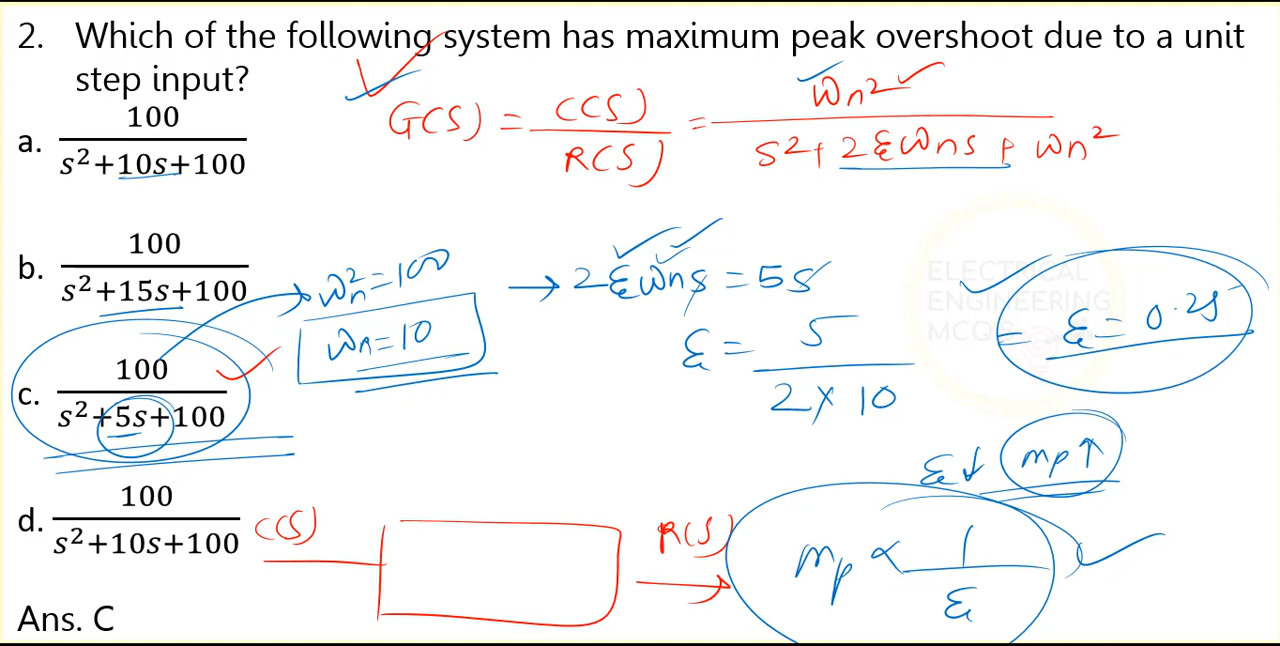 2. Which of the following system has maximum peak overshoot due to a unit
step input?
a. 100
s²+10s+100
G(S) = C(S) / R(S) = ωn² / S²+2ξωns+ωn²
b. 100
s²+15s+100
ωn²=100
ωn=10
→ 2ξωns = 5s
ξ = 5 / 2×10
= ξ = 0.25
ELECTRICAL
ENGINEERING
MCQS
c. 100
s²+5s+100
ξ↓ mp↑
d. 100
s²+10s+100
C(S)
R(S)
mp ∝ 1/ξ
Ans. C